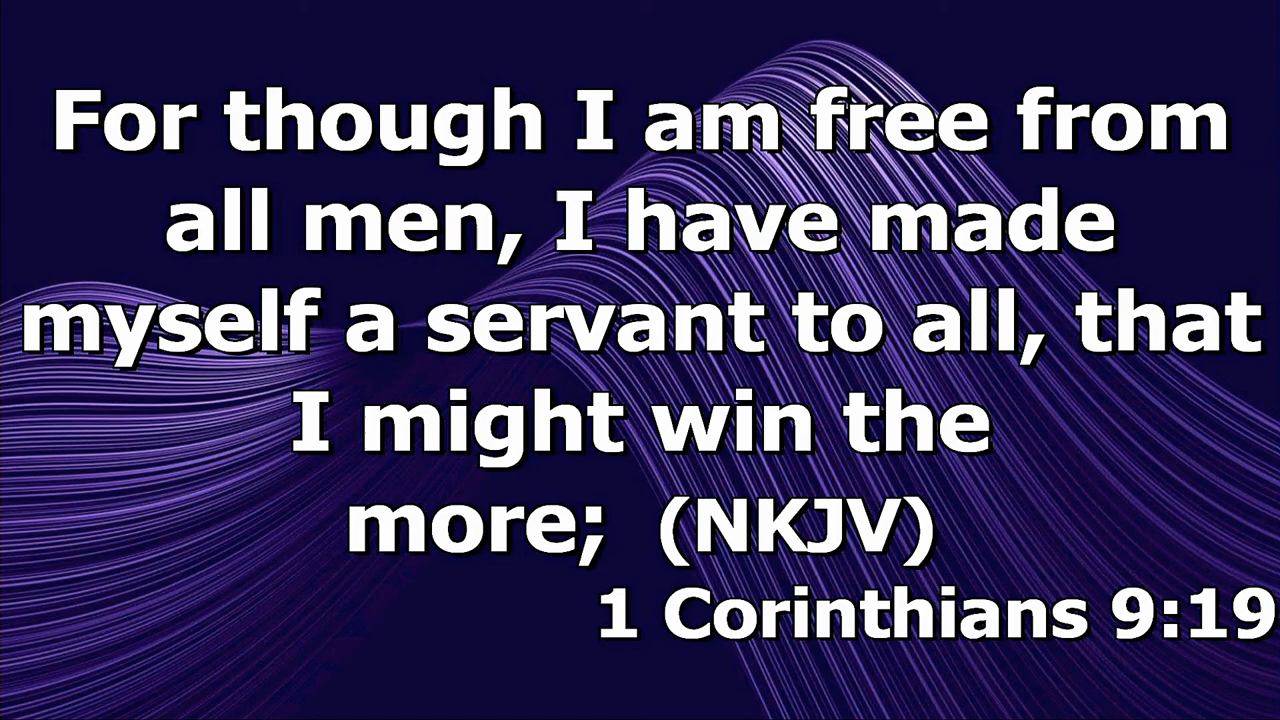 For though I am free from
all men, I have made
myself a servant to all, that
I might win the
more;  (NKJV)
1 Corinthians 9:19